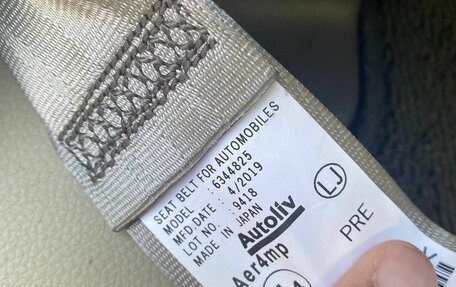 SEAT BELT FOR AUTOMOBILES
MODEL : 6344825
MFD.DATE : 4/2019
LOT NO. : 9418
MADE IN JAPAN
Autoliv
Aer4mp
LJ
PRE